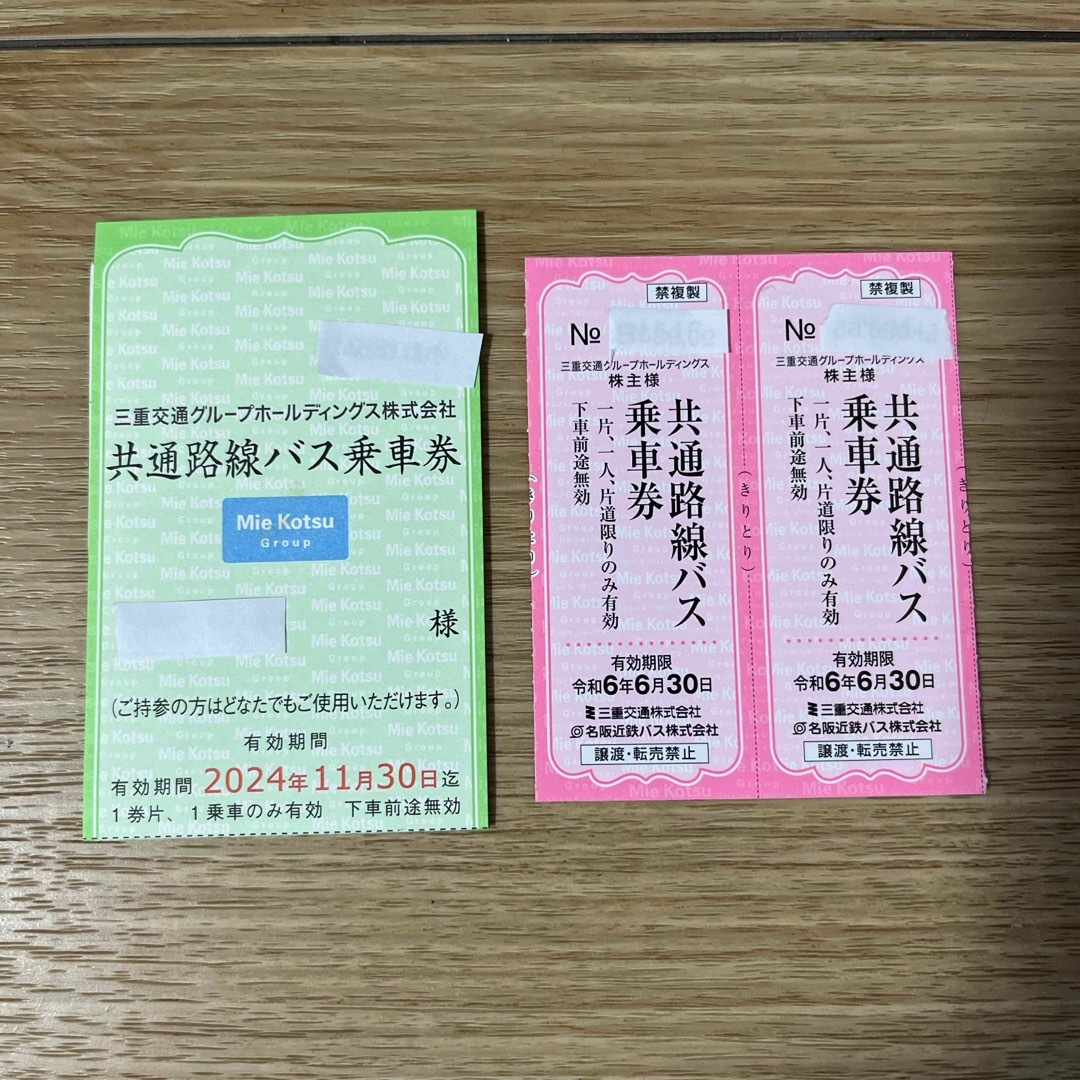 三重交通グループホールディングス株式会社
共通路線バス乗車券
Mie Kotsu
Group
様
(ご持参の方はどなたでもご使用いただけます。)
有効期間
有効期間 2024年11月30日迄
1券片、1乗車のみ有効 下車前途無効
禁複製
№
三重交通グループホールディングス
株主様
共通路線バス
乗車券
一片、一人、片道限りのみ有効
下車前途無効
有効期限
令和6年6月30日
三重交通株式会社
名阪近鉄バス株式会社
譲渡・転売禁止
(きりとり)
禁複製
№
三重交通グループホールディングス
株主様
共通路線バス
乗車券
一片、一人、片道限りのみ有効
下車前途無効
有効期限
令和6年6月30日
三重交通株式会社
名阪近鉄バス株式会社
譲渡・転売禁止
(きりとり)